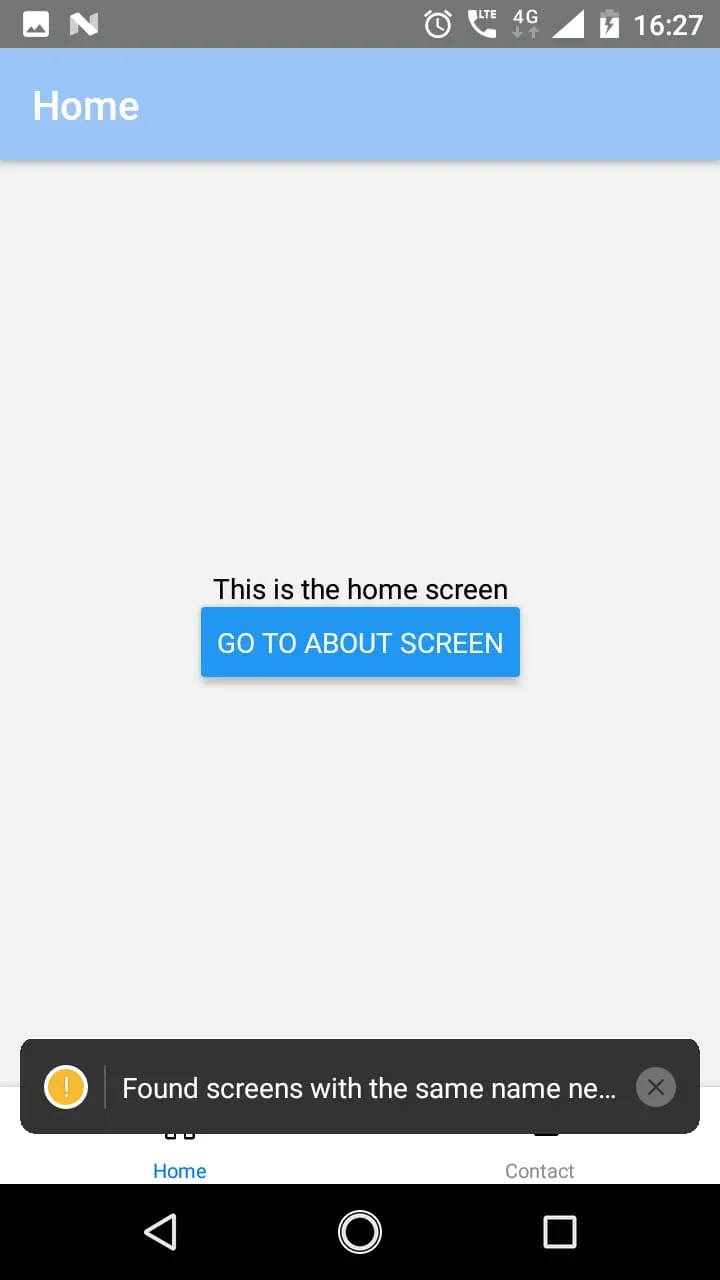 LTE 4G 16:27
Home
This is the home screen
GO TO ABOUT SCREEN
Found screens with the same name ne…
Home Contact